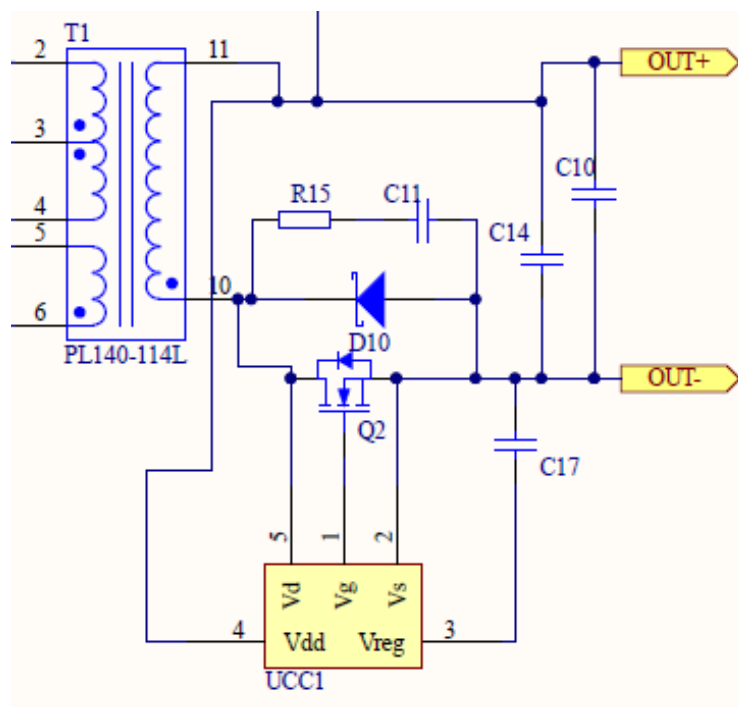 T1
2
11
OUT+
3
C10
R15
C11
4
C14
5
10
D10
6
PL140-114L
OUT-
Q2
C17
5
1
2
Vd
Vg
Vs
4
Vdd
Vreg
3
UCC1